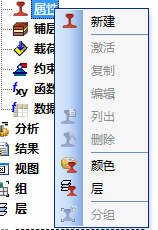 属性
铺层
载荷
约束
函数
数据
分析
结果
视图
组
层
新建
激活
复制
编辑
列出
删除
颜色
层
分组